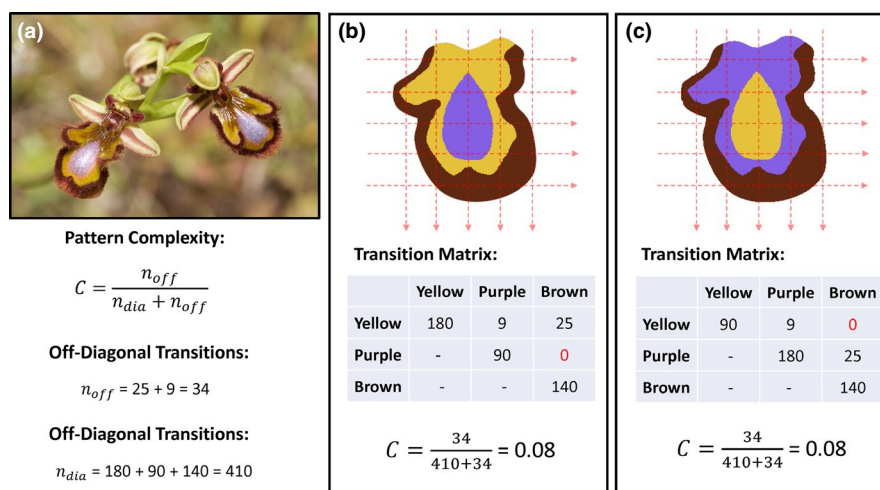 (a)
Pattern Complexity:
C = n_off / (n_dia + n_off)
Off-Diagonal Transitions:
n_off = 25 + 9 = 34
Off-Diagonal Transitions:
n_dia = 180 + 90 + 140 = 410
(b)
Transition Matrix:
Yellow Purple Brown
Yellow 180 9 25
Purple - 90 0
Brown - - 140
C = 34 / (410+34) = 0.08
(c)
Transition Matrix:
Yellow Purple Brown
Yellow 90 9 0
Purple - 180 25
Brown - - 140
C = 34 / (410+34) = 0.08